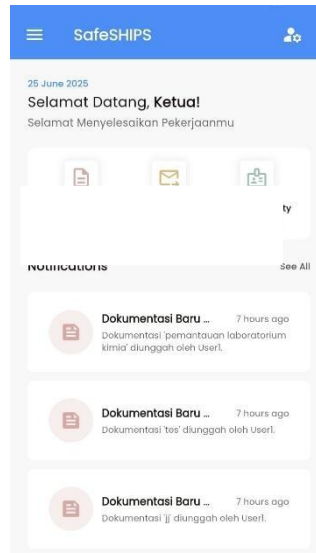 SafeSHIPS
25 June 2025
Selamat Datang, Ketua!
Selamat Menyelesaikan Pekerjaanmu
ty
Notifications
See All
Dokumentasi Baru ... 7 hours ago
Dokumentasi 'pemantauan laboratorium
kimia' diunggah oleh User1.
Dokumentasi Baru ... 7 hours ago
Dokumentasi 'tes' diunggah oleh User1.
Dokumentasi Baru ... 7 hours ago
Dokumentasi 'jj' diunggah oleh User1.